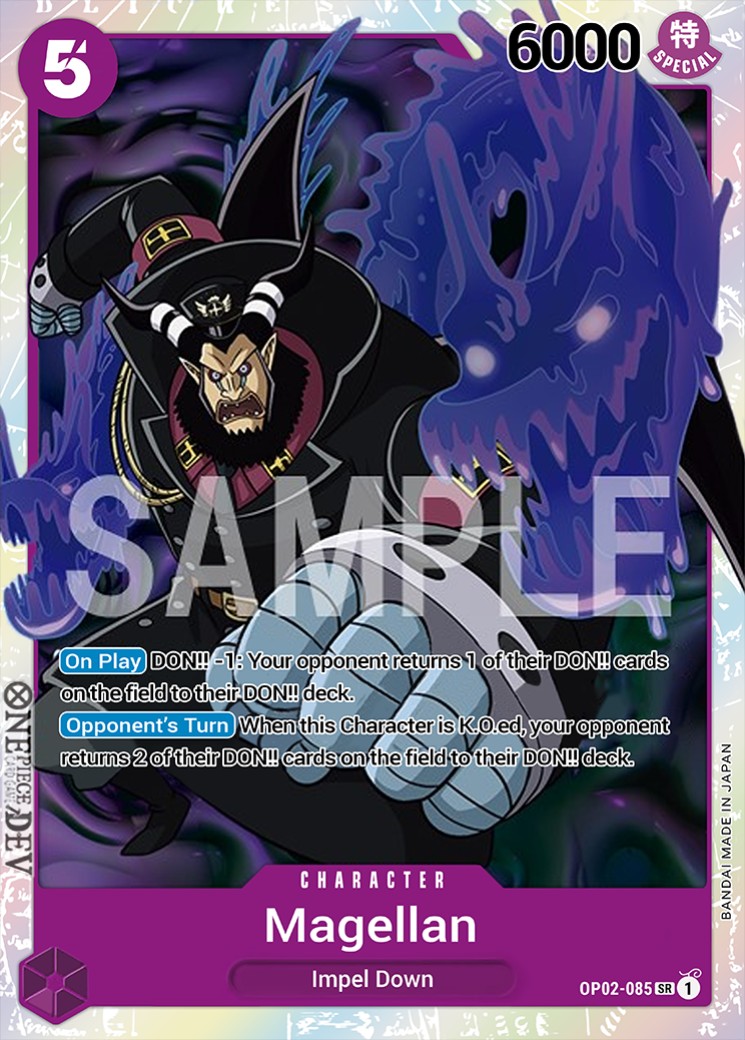 5
6000
特
SPECIAL
SAMPLE
On Play DON!! -1: Your opponent returns 1 of their DON!! cards
on the field to their DON!! deck.
Opponent's Turn When this Character is K.O.ed, your opponent
returns 2 of their DON!! cards on the field to their DON!! deck.
ONE PIECE.DEV
BANDAI MADE IN JAPAN
CHARACTER
Magellan
Impel Down
OP02-085 SR 1